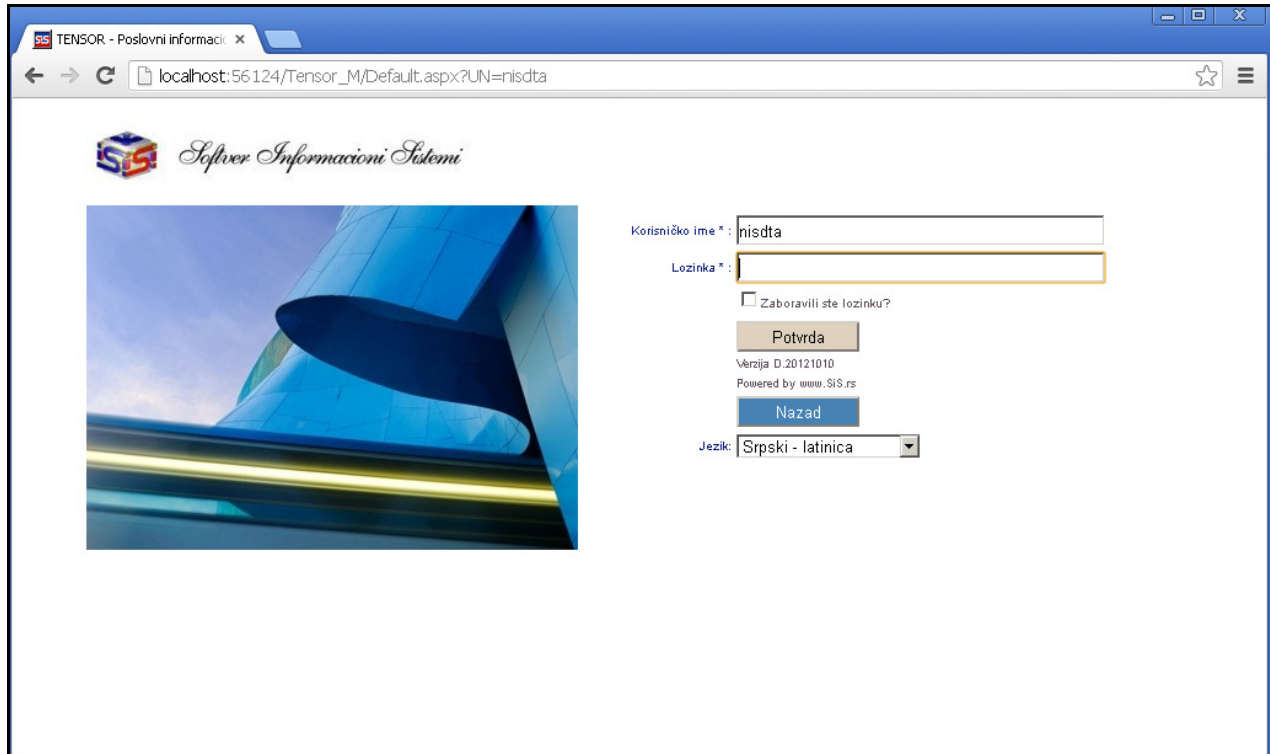 TENSOR - Poslovni informacio
localhost:56124/Tensor_M/Default.aspx?UN=nisdta
SiS Softver Informacioni Sistemi
Korisničko ime * : nisdta
Lozinka * :
Zaboravili ste lozinku?
Potvrda
Verzija D.20121010
Powered by www.SiS.rs
Nazad
Jezik: Srpski - latinica